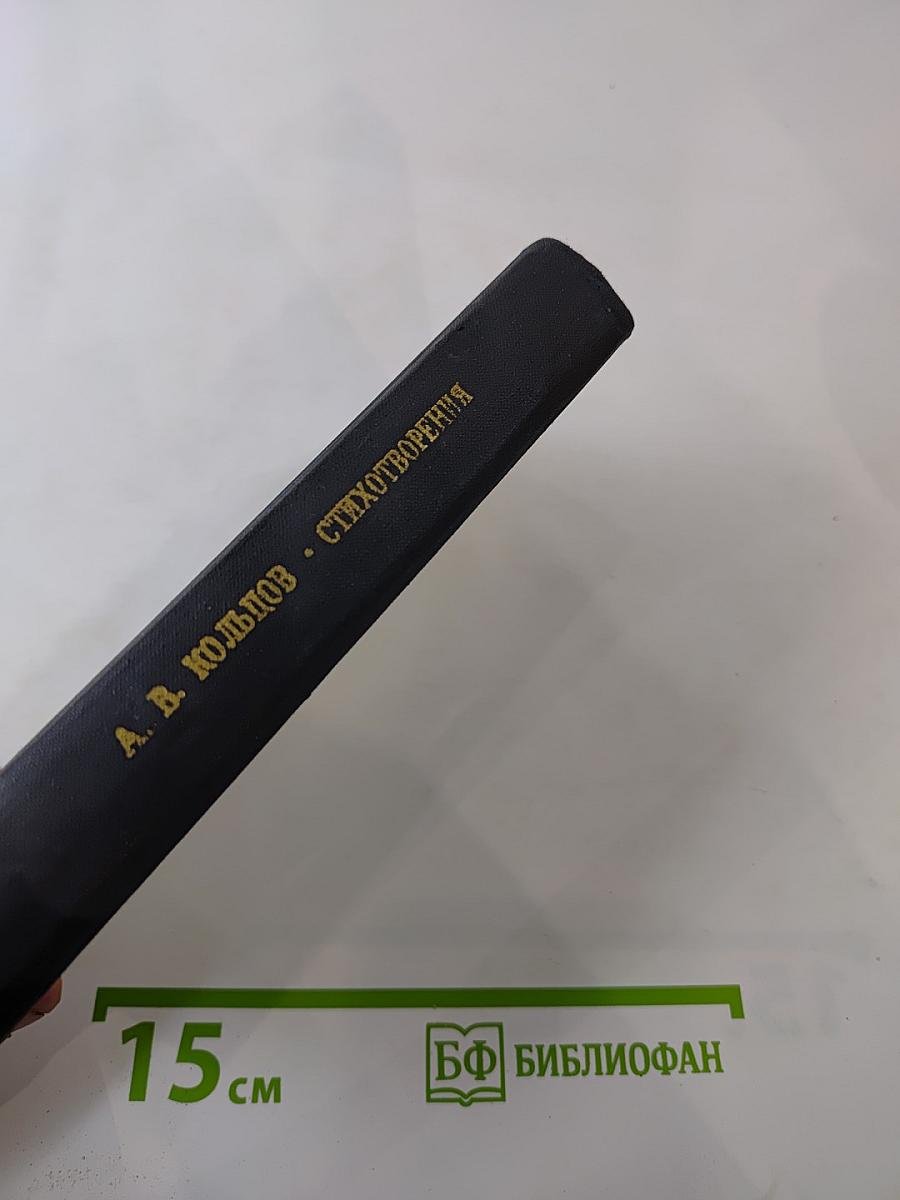 А. В. КОЛЬЦОВ • СТИХОТВОРЕНИЯ
15 см
БФ БИБЛИОФАН